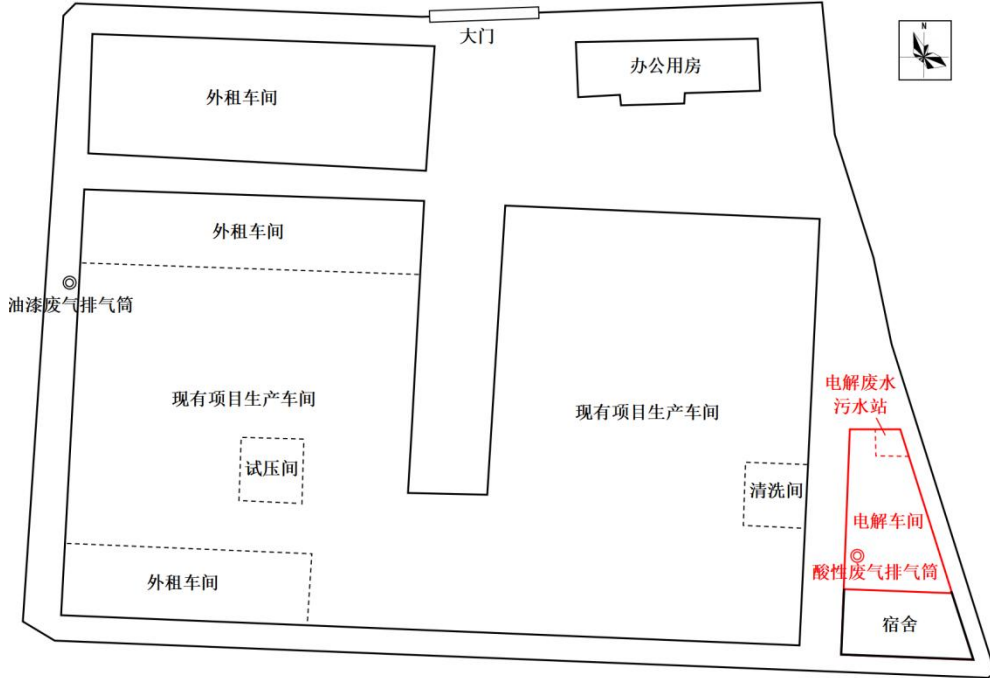 大门
N
办公用房
外租车间
外租车间
油漆废气排气筒
现有项目生产车间
现有项目生产车间
电解废水
污水站
试压间
清洗间
电解车间
酸性废气排气筒
外租车间
宿舍